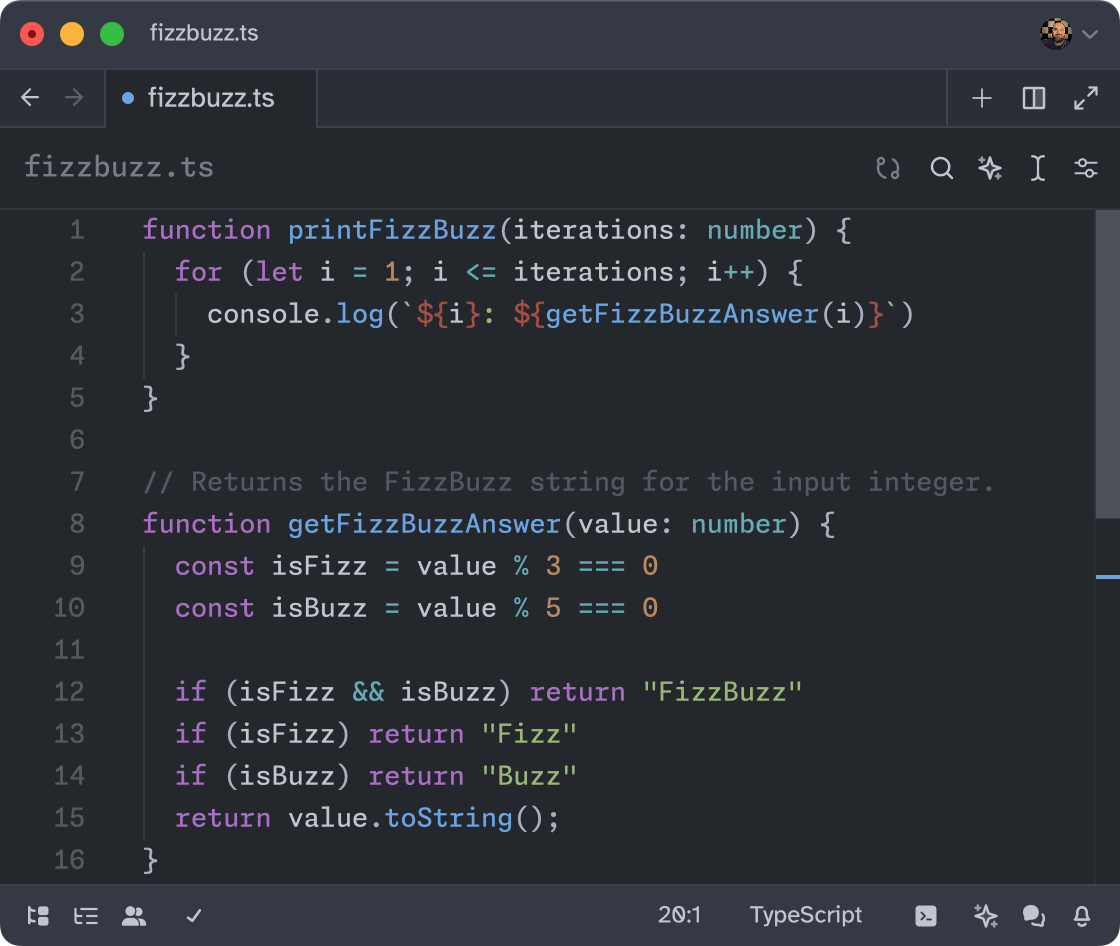 fizzbuzz.ts
fizzbuzz.ts
fizzbuzz.ts
1 function printFizzBuzz(iterations: number) {
2   for (let i = 1; i <= iterations; i++) {
3     console.log(`${i}: ${getFizzBuzzAnswer(i)}`)
4   }
5 }
6
7 // Returns the FizzBuzz string for the input integer.
8 function getFizzBuzzAnswer(value: number) {
9   const isFizz = value % 3 === 0
10   const isBuzz = value % 5 === 0
11
12   if (isFizz && isBuzz) return "FizzBuzz"
13   if (isFizz) return "Fizz"
14   if (isBuzz) return "Buzz"
15   return value.toString();
16 }
20:1 TypeScript